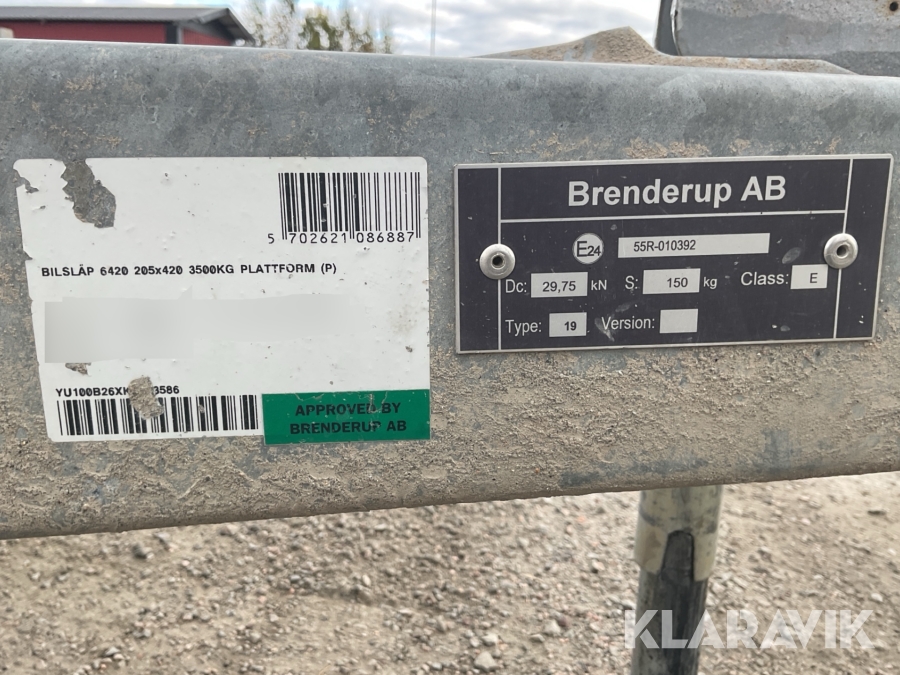 5 702621 086887
BILSLÄP 6420 205x420 3500KG PLATTFORM (P)
APPROVED BY
BRENDERUP AB
Brenderup AB
E24 55R-010392
Dc: 29,75 kN S: 150 kg Class: E
Type: 19 Version:
KLARAVIK